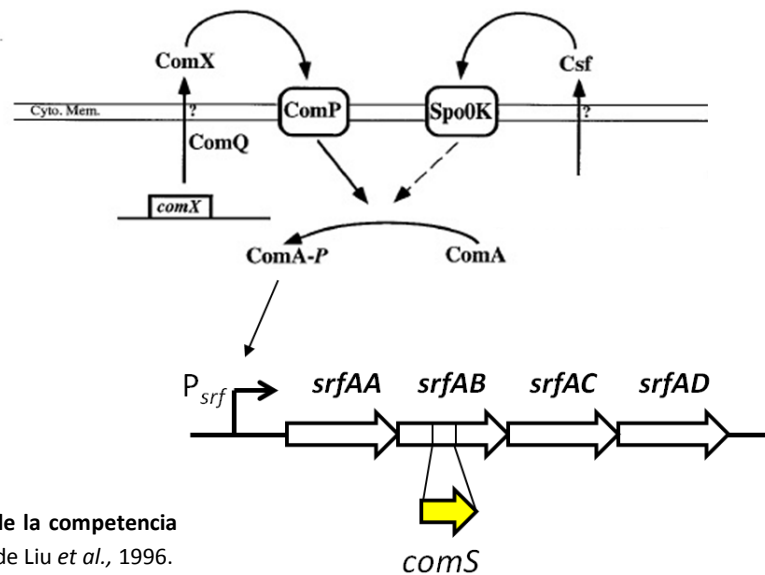 ComX
Csf
Cyto. Mem.
?
ComP
Spo0K
?
ComQ
comX
ComA-P
ComA
Psrf
srfAA srfAB srfAC srfAD
de la competencia
de Liu et al., 1996.
comS